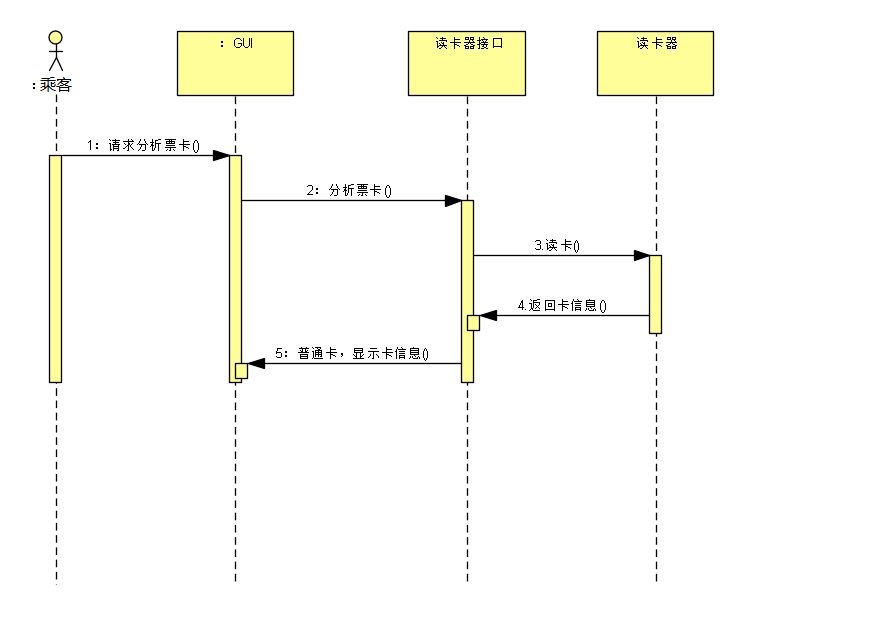 ：GUI
读卡器接口
读卡器
：乘客
1：请求分析票卡()
2：分析票卡()
3.读卡()
4.返回卡信息()
5：普通卡，显示卡信息()